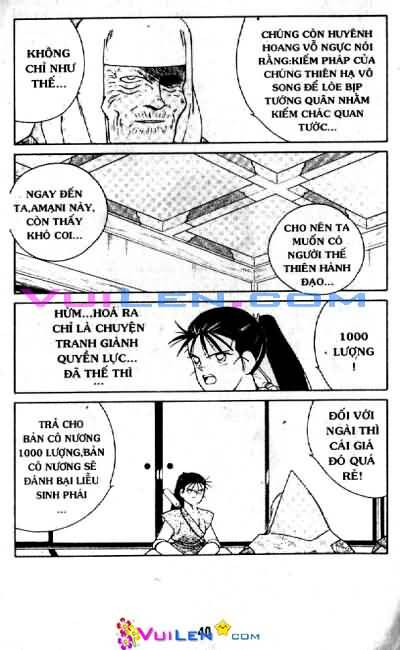 KHÔNG
CHỈ NHƯ
THẾ...
CHÚNG CÒN HUYÊNH
HOANG VỖ NGỰC NÓI
RẰNG:KIẾM PHÁP CỦA
CHÚNG THIÊN HẠ VÔ
SONG ĐỂ LÒE BỊP
TƯỚNG QUÂN NHẰM
KIẾM CHÁC QUAN
TƯỚC...
NGAY ĐẾN
TA,AMANI NÀY,
CÒN THẤY
KHÓ COI...
CHO NÊN TA
MUỐN CÓ
NGƯỜI THẾ
THIÊN HÀNH
ĐẠO...
VUILEN.COM
HỪM...HOÁ RA
CHỈ LÀ CHUYỆN
TRANH GIÀNH
QUYỀN LỰC...
ĐÃ THẾ THÌ
...
1000
LƯỢNG
!
TRẢ CHO
BẢN CÔ NƯƠNG
1000 LƯỢNG,BẢN
CÔ NƯƠNG SẼ
ĐÁNH BẠI LIỄU
SINH PHÁI
...
ĐỐI VỚI
NGÀI THÌ
CÁI GIÁ
ĐÓ QUÁ
RẺ!
40
VUILEN.COM